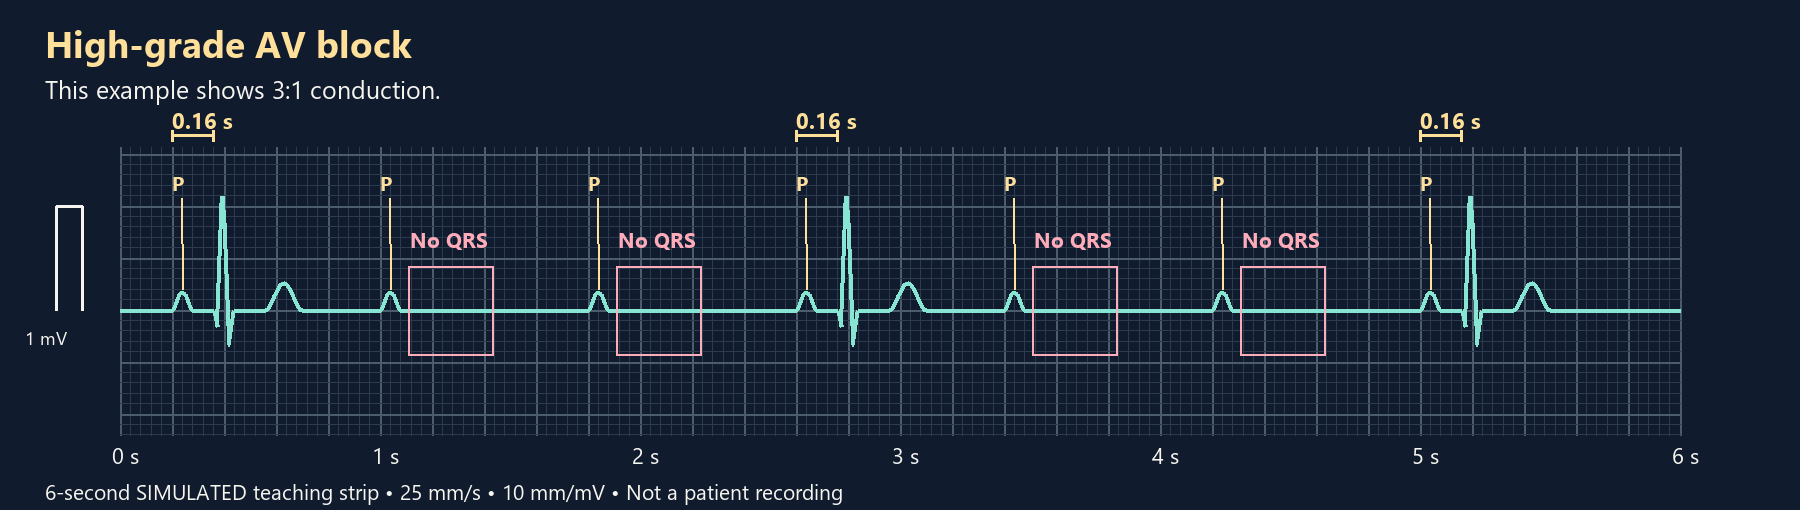 High-grade AV block
This example shows 3:1 conduction.
0.16 s 0.16 s 0.16 s
P P P P P P P
No QRS No QRS No QRS No QRS
1 mV
0 s 1 s 2 s 3 s 4 s 5 s 6 s
6-second SIMULATED teaching strip • 25 mm/s • 10 mm/mV • Not a patient recording